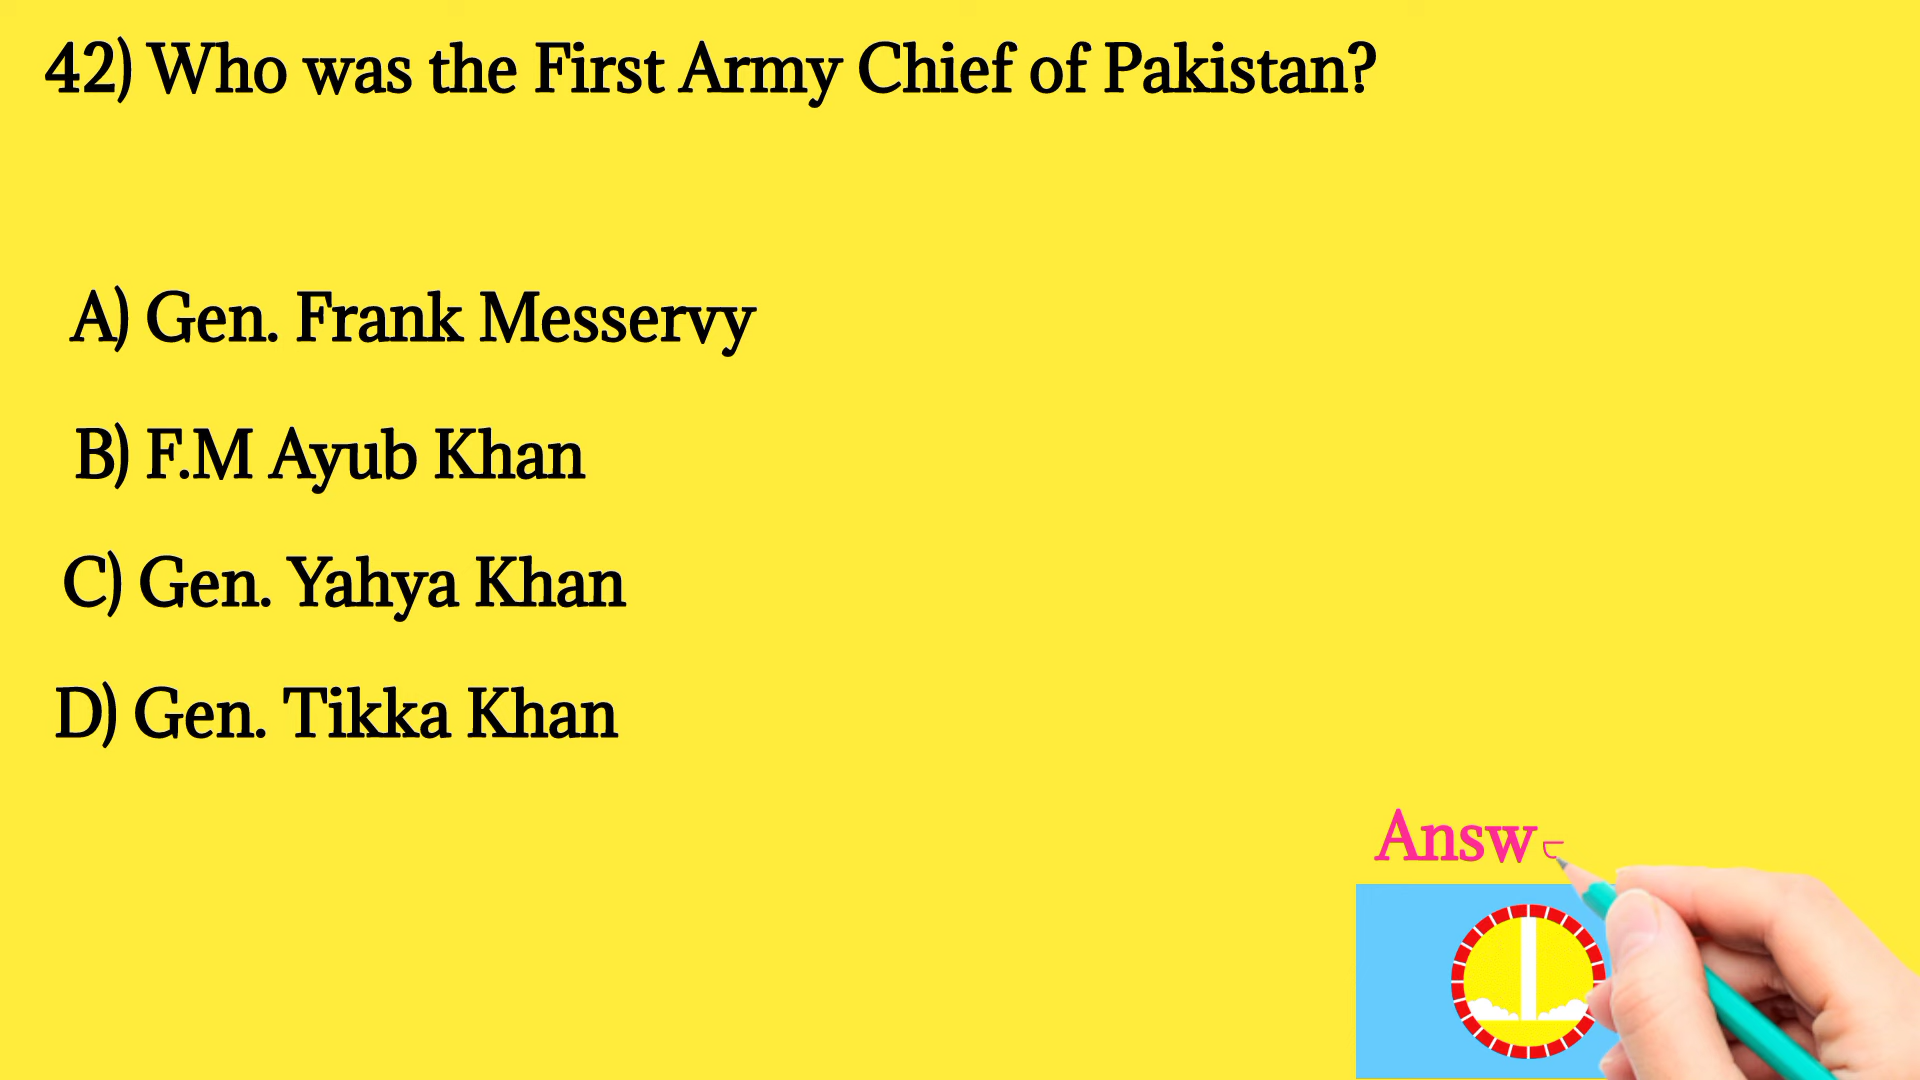 42) Who was the First Army Chief of Pakistan?
A) Gen. Frank Messervy
B) F.M Ayub Khan
C) Gen. Yahya Khan
D) Gen. Tikka Khan
Answ